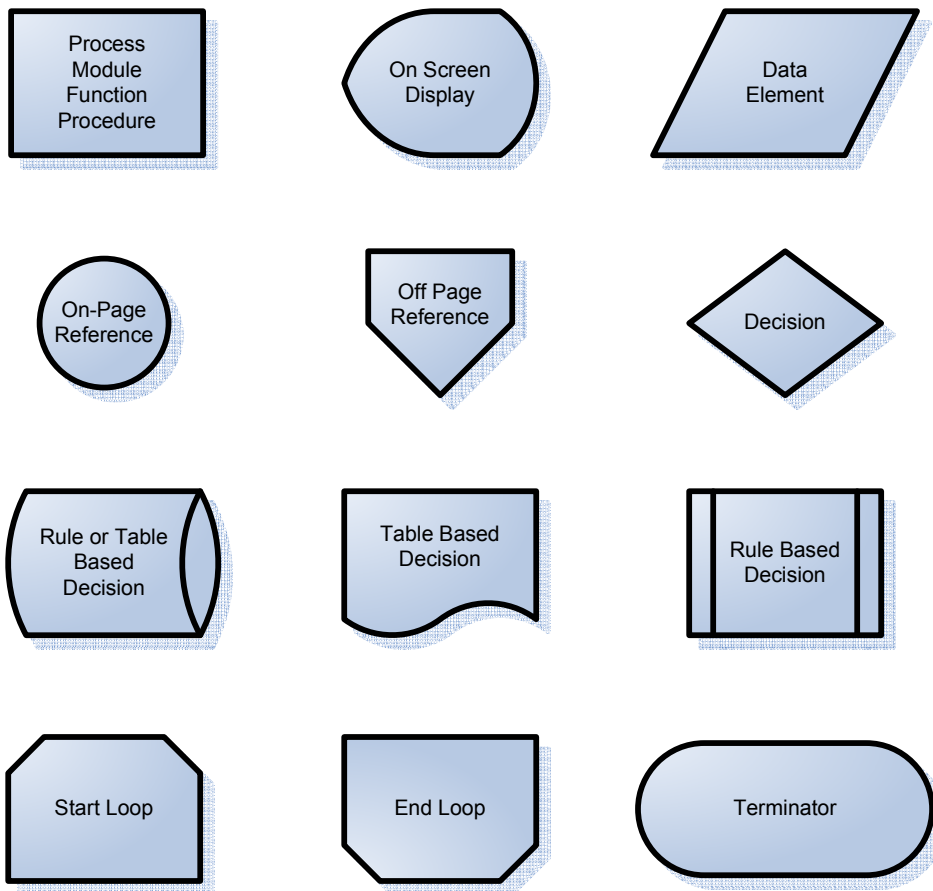 Process
Module
Function
Procedure
On Screen
Display
Data
Element
On-Page
Reference
Off Page
Reference
Decision
Rule or Table
Based
Decision
Table Based
Decision
Rule Based
Decision
Start Loop
End Loop
Terminator